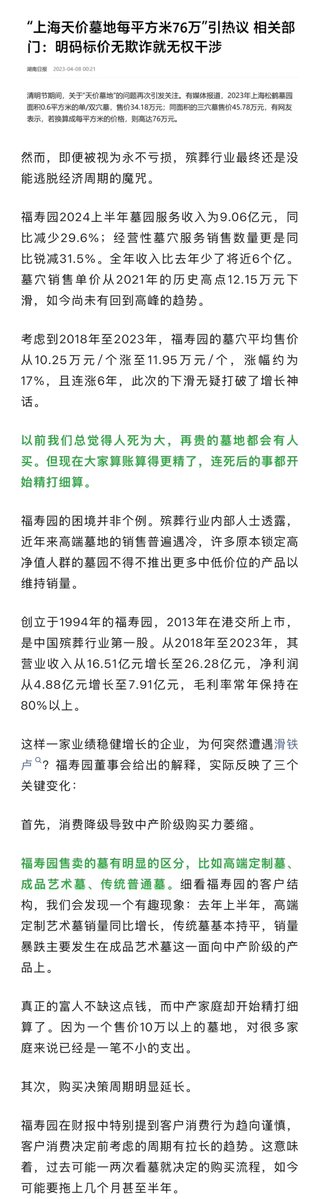 “上海天价墓地每平方米76万”引热议 相关部
门：明码标价无欺诈就无权干涉
湖南日报 2023-04-08 00:21
清明节期间，关于“天价墓地”的问题再次引发关注。有媒体报道，2023年上海松鹤墓园
面积0.6平方米的单/双穴墓，售价34.18万元；同面积的三穴墓售价45.78万元，有网友
表示，若换算成每平方米的价格，则高达76万元。
然而，即便被视为永不亏损，殡葬行业最终还是没
能逃脱经济周期的魔咒。
福寿园2024上半年墓园服务收入为9.06亿元，同
比减少29.6%；经营性墓穴服务销售数量更是同
比锐减31.5%。全年收入比去年少了将近6个亿。
墓穴销售单价从2021年的历史高点12.15万元下
滑，如今尚未有回到高峰的趋势。
考虑到2018年至2023年，福寿园的墓穴平均售价
从10.25万元/个涨至11.95万元/个，涨幅约为
17%，且连涨6年，此次的下滑无疑打破了增长神
话。
以前我们总觉得人死为大，再贵的墓地都会有人
买。但现在大家算账算得更精了，连死后的事都开
始精打细算。
福寿园的困境并非个例。殡葬行业内部人士透露，
近年来高端墓地的销售普遍遇冷，许多原本锁定高
净值人群的墓园不得不推出更多中低价位的产品以
维持销量。
创立于1994年的福寿园，2013年在港交所上市，
是中国殡葬行业第一股。从2018年至2023年，其
营业收入从16.51亿元增长至26.28亿元，净利润
从4.88亿元增长至7.91亿元，毛利率常年保持在
80%以上。
这样一家业绩稳健增长的企业，为何突然遭遇滑铁
卢？福寿园董事会给出的解释，实际反映了三个
关键变化：
首先，消费降级导致中产阶级购买力萎缩。
福寿园售卖的墓有明显的区分，比如高端定制墓、
成品艺术墓、传统普通墓。细看福寿园的客户结
构，我们会发现一个有趣现象：去年上半年，高端
定制艺术墓销量同比增长，传统墓基本持平，销量
暴跌主要发生在成品艺术墓这一面向中产阶级的产
品上。
真正的富人不缺这点钱，而中产家庭却开始精打细
算了。因为一个售价10万以上的墓地，对很多家
庭来说已经是一笔不小的支出。
其次，购买决策周期明显延长。
福寿园在财报中特别提到客户消费行为趋向谨慎，
客户消费决定前考虑的周期有拉长的趋势。这意味
着，过去可能一两次看墓就决定的购买流程，如今
可能要拖上几个月甚至半年。